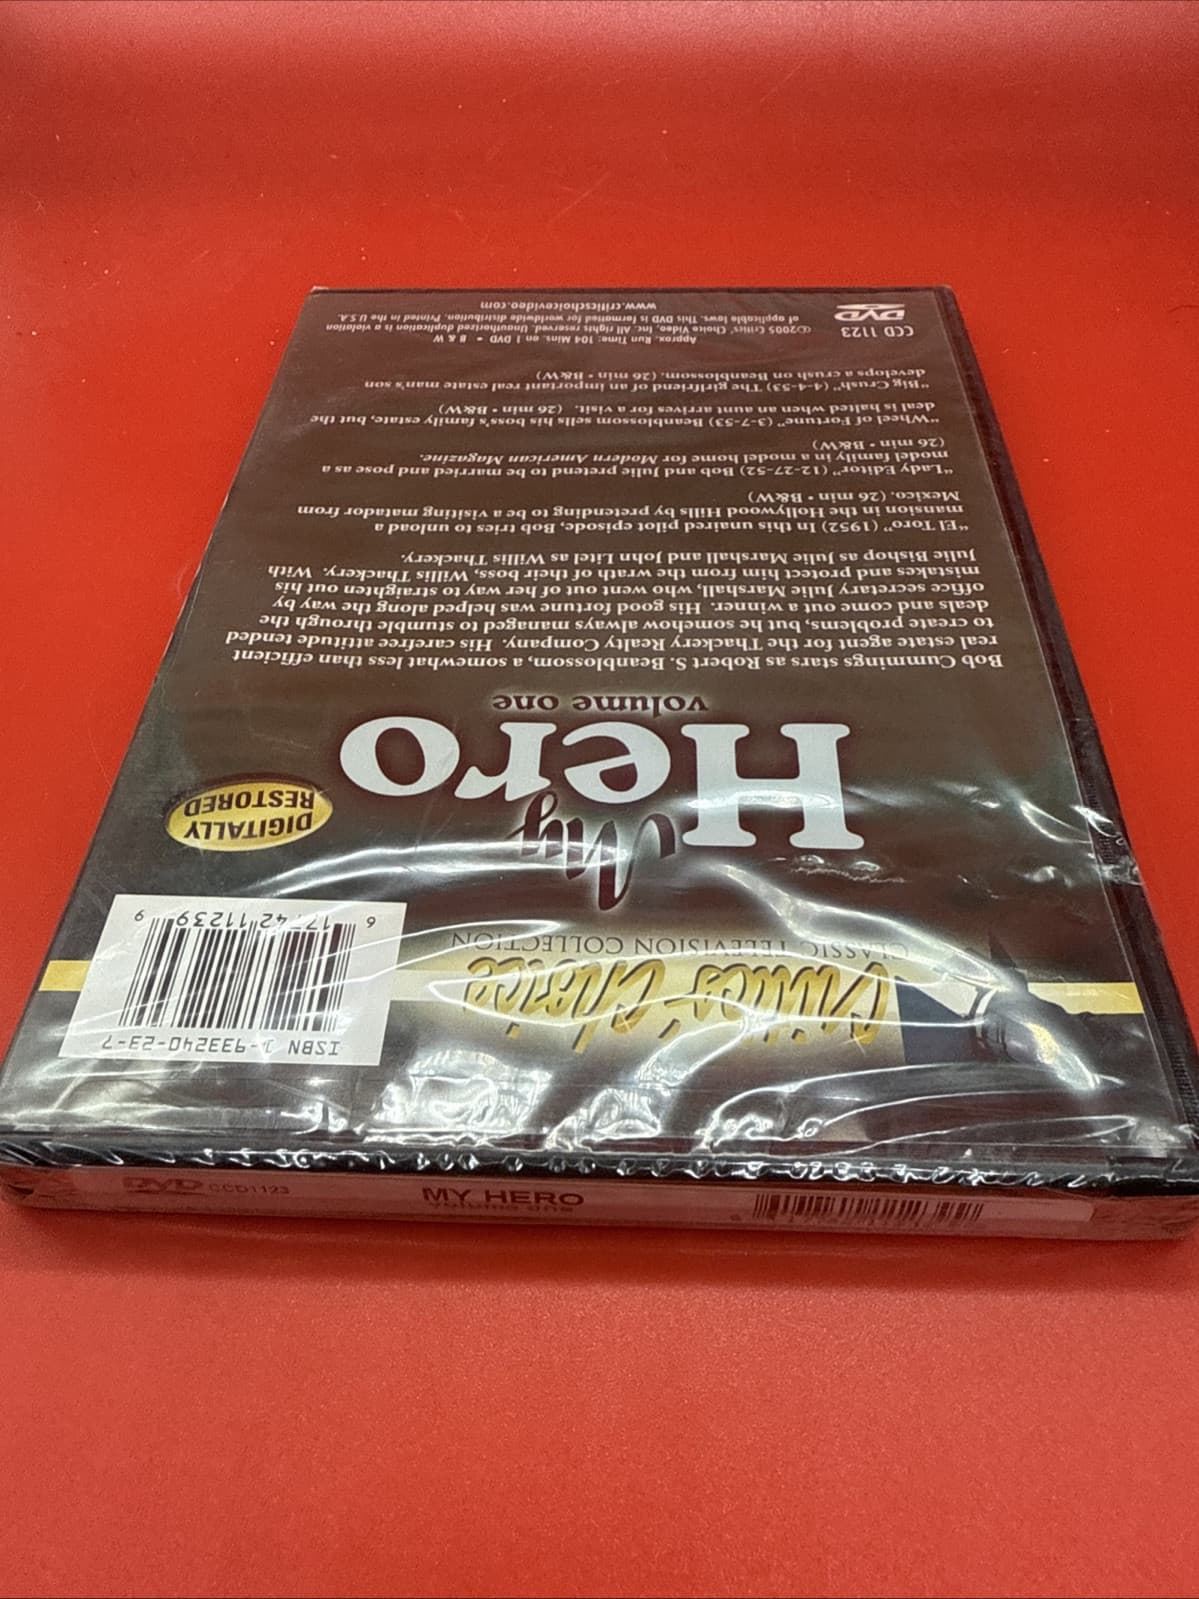 ISBN 1-933240-23-7
6 17742 11239 9
Critics' Choice
CLASSIC TELEVISION COLLECTION
DIGITALLY
RESTORED
My
Hero
volume one
Bob Cummings stars as Robert S. Beanblossom, a somewhat less than efficient
real estate agent for the Thackery Realty Company. His carefree attitude tended
to create problems, but he somehow always managed to stumble through the
deals and come out a winner. His good fortune was helped along the way by
office secretary Julie Marshall, who went out of her way to straighten out his
mistakes and protect him from the wrath of their boss, Willis Thackery. With
Julie Bishop as Julie Marshall and John Litel as Willis Thackery.
"El Toro" (1952) In this unaired pilot episode, Bob tries to unload a
mansion in the Hollywood Hills by pretending to be a visiting matador from
Mexico. (26 min • B&W)
"Lady Editor" (12-27-52) Bob and Julie pretend to be married and pose as a
model family in a model home for Modern American Magazine.
(26 min • B&W)
"Wheel of Fortune" (3-7-53) Beanblossom sells his boss's family estate, but the
deal is halted when an aunt arrives for a visit. (26 min • B&W)
"Big Crush" (4-4-53) The girlfriend of an important real estate man's son
develops a crush on Beanblossom. (26 min • B&W)
Approx. Run Time: 104 Mins. on 1 DVD • B & W
©2005 Critics' Choice Video, Inc. All rights reserved. Unauthorized duplication is a violation
of applicable laws. This DVD is formatted for worldwide distribution. Printed in the U.S.A.
www.criticschoicevideo.com
CCD 1123
DVD
DVD CCD1123
MY HERO
volume one